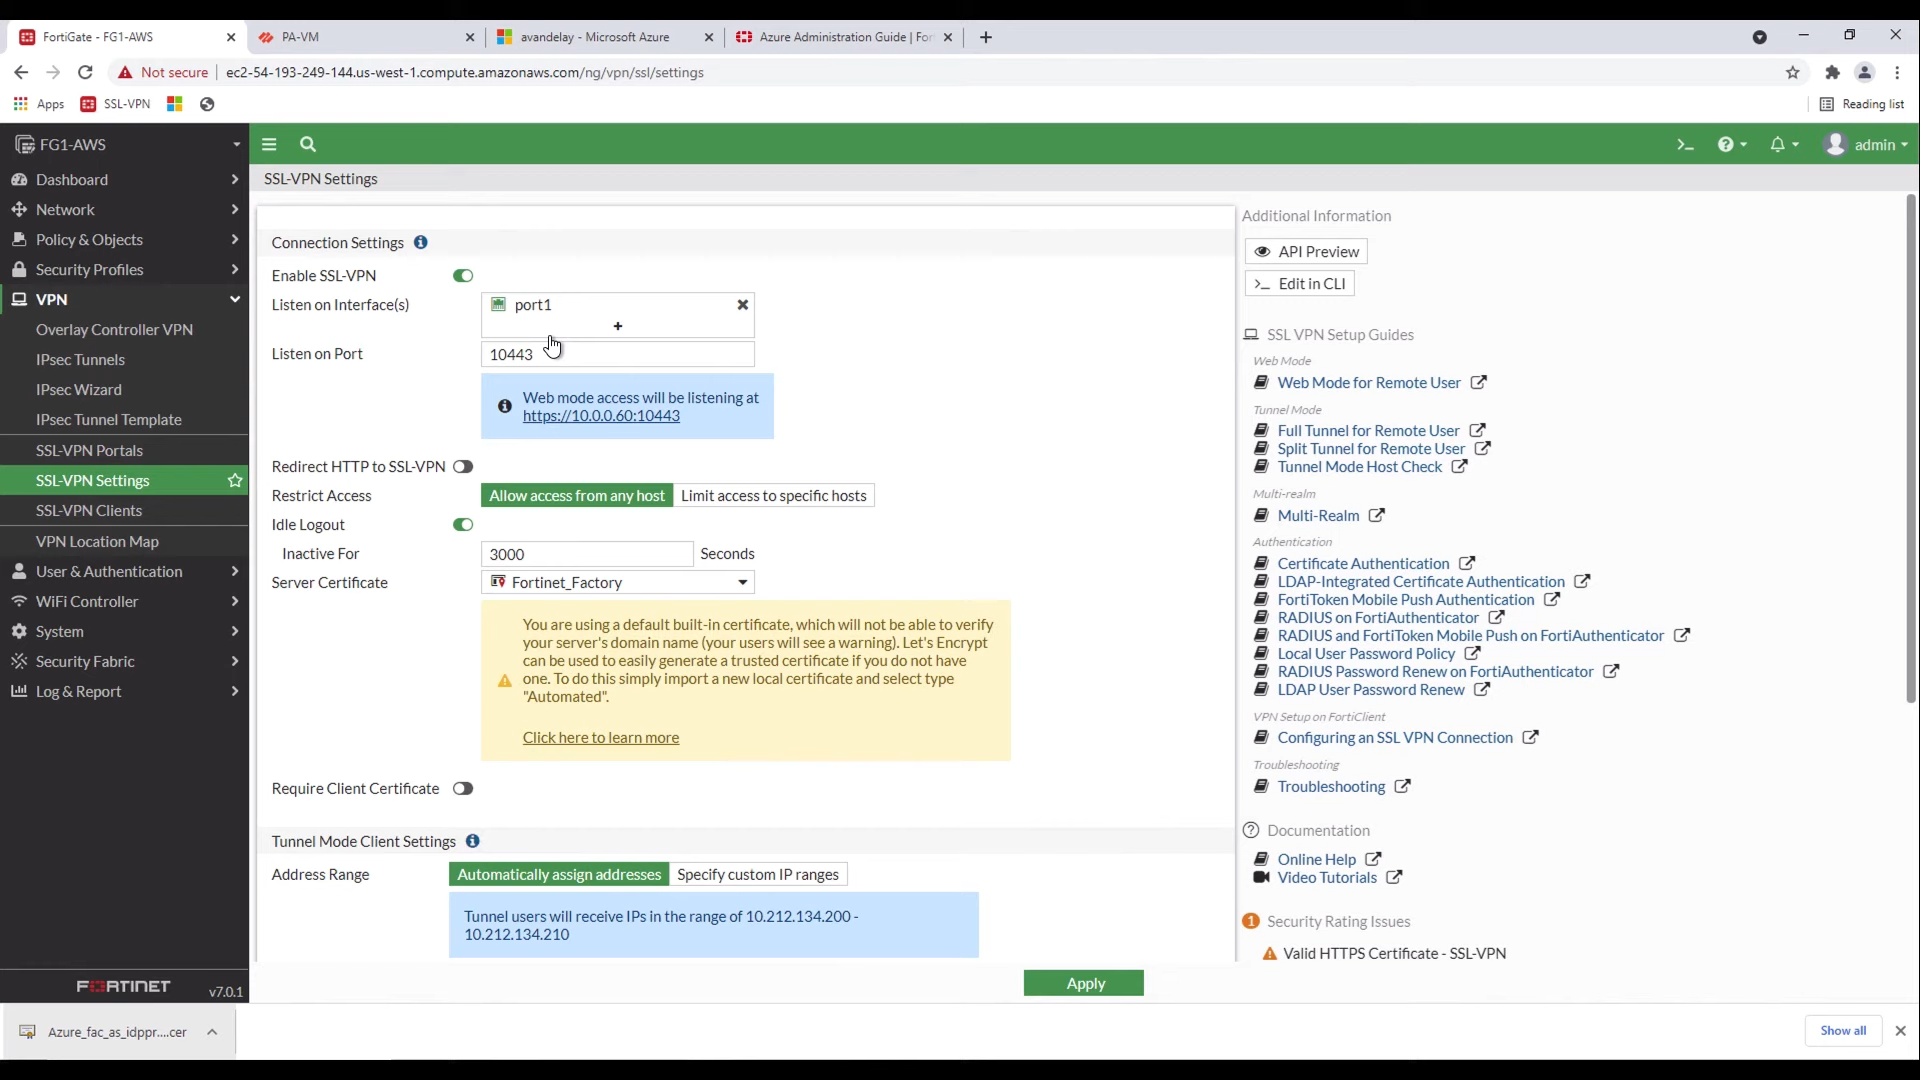 FortiGate - FG1-AWS
PA-VM
avandelay - Microsoft Azure
Azure Administration Guide | For
Not secure
ec2-54-193-249-144.us-west-1.compute.amazonaws.com/ng/vpn/ssl/settings
Apps
SSL-VPN
Reading list
FG1-AWS
admin
Dashboard
Network
Policy & Objects
Security Profiles
VPN
Overlay Controller VPN
IPsec Tunnels
IPsec Wizard
IPsec Tunnel Template
SSL-VPN Portals
SSL-VPN Settings
SSL-VPN Clients
VPN Location Map
User & Authentication
WiFi Controller
System
Security Fabric
Log & Report
FORTINET
v7.0.1
SSL-VPN Settings
Connection Settings
Enable SSL-VPN
Listen on Interface(s)
port1
+
Listen on Port
10443
Web mode access will be listening at
https://10.0.0.60:10443
Redirect HTTP to SSL-VPN
Restrict Access
Allow access from any host
Limit access to specific hosts
Idle Logout
Inactive For
3000
Seconds
Server Certificate
Fortinet_Factory
You are using a default built-in certificate, which will not be able to verify
your server's domain name (your users will see a warning). Let's Encrypt
can be used to easily generate a trusted certificate if you do not have
one. To do this simply import a new local certificate and select type
"Automated".
Click here to learn more
Require Client Certificate
Tunnel Mode Client Settings
Address Range
Automatically assign addresses
Specify custom IP ranges
Tunnel users will receive IPs in the range of 10.212.134.200 -
10.212.134.210
Apply
Additional Information
API Preview
>_ Edit in CLI
SSL VPN Setup Guides
Web Mode
Web Mode for Remote User
Tunnel Mode
Full Tunnel for Remote User
Split Tunnel for Remote User
Tunnel Mode Host Check
Multi-realm
Multi-Realm
Authentication
Certificate Authentication
LDAP-Integrated Certificate Authentication
FortiToken Mobile Push Authentication
RADIUS on FortiAuthenticator
RADIUS and FortiToken Mobile Push on FortiAuthenticator
Local User Password Policy
RADIUS Password Renew on FortiAuthenticator
LDAP User Password Renew
VPN Setup on FortiClient
Configuring an SSL VPN Connection
Troubleshooting
Troubleshooting
Documentation
Online Help
Video Tutorials
1 Security Rating Issues
Valid HTTPS Certificate - SSL-VPN
Azure_fac_as_idppr....cer
Show all